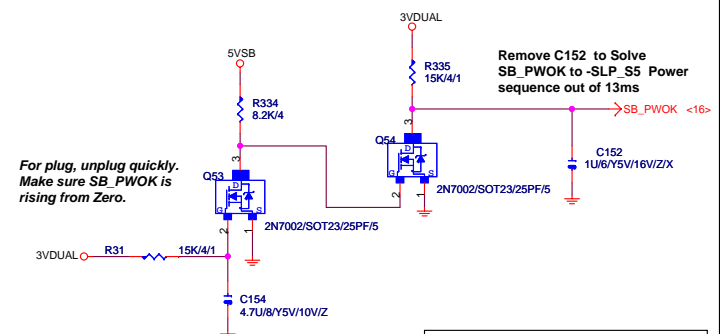 3VDUAL
5VSB
R335
15K/4/1
Remove C152 to Solve
SB_PWOK to -SLP_S5 Power
sequence out of 13ms
R334
8.2K/4
SB_PWOK <16>
3
Q54
D
G
S
C152
1U/6/Y5V/16V/Z/X
For plug, unplug quickly.
Make sure SB_PWOK is
rising from Zero.
3
Q53
D
G
S
2
1
2N7002/SOT23/25PF/5
2
1
2N7002/SOT23/25PF/5
3VDUAL
R31
15K/4/1
C154
4.7U/8/Y5V/10V/Z